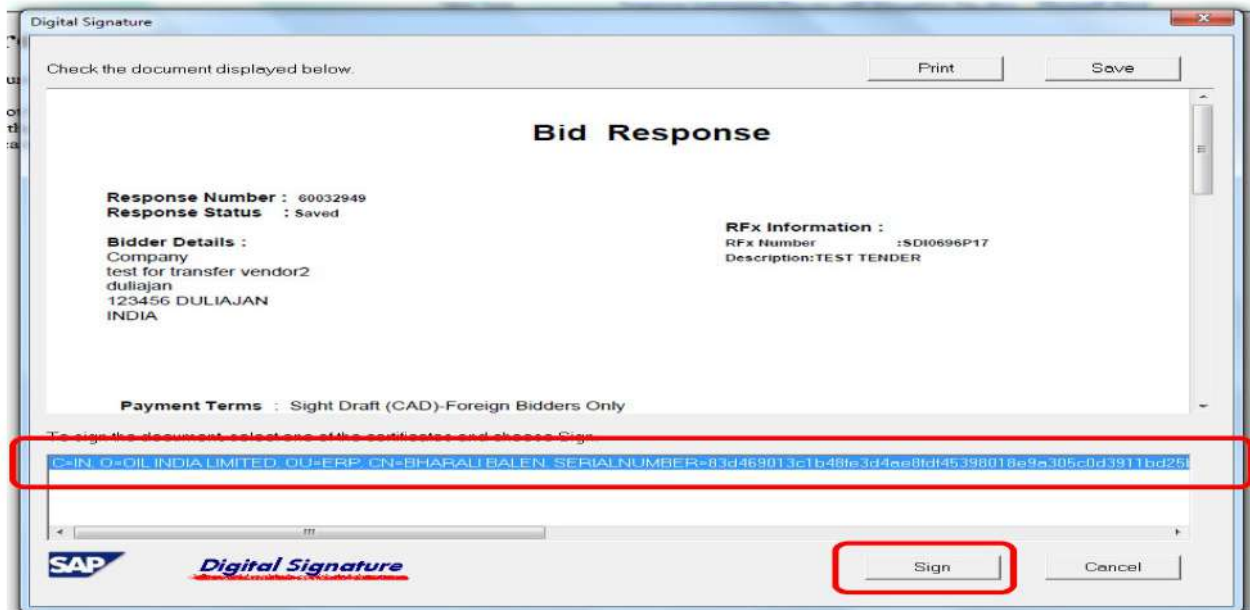 Digital Signature
Check the document displayed below.
Print
Save
Bid Response
Response Number : 60032949
Response Status : Saved
Bidder Details :
Company
test for transfer vendor2
duliajan
123456 DULIAJAN
INDIA
RFx Information :
RFx Number :SDI0696P17
Description:TEST TENDER
Payment Terms : Sight Draft (CAD)-Foreign Bidders Only
To sign the document, select one of the certificates and choose Sign
C=IN, O=OIL INDIA LIMITED, OU=ERP, CN=BHARALI BALEN, SERIALNUMBER=83d469013c1b48fe3d4ae8fdf45398018e9a305c0d3911bd25
SAP
Digital Signature
Sign
Cancel